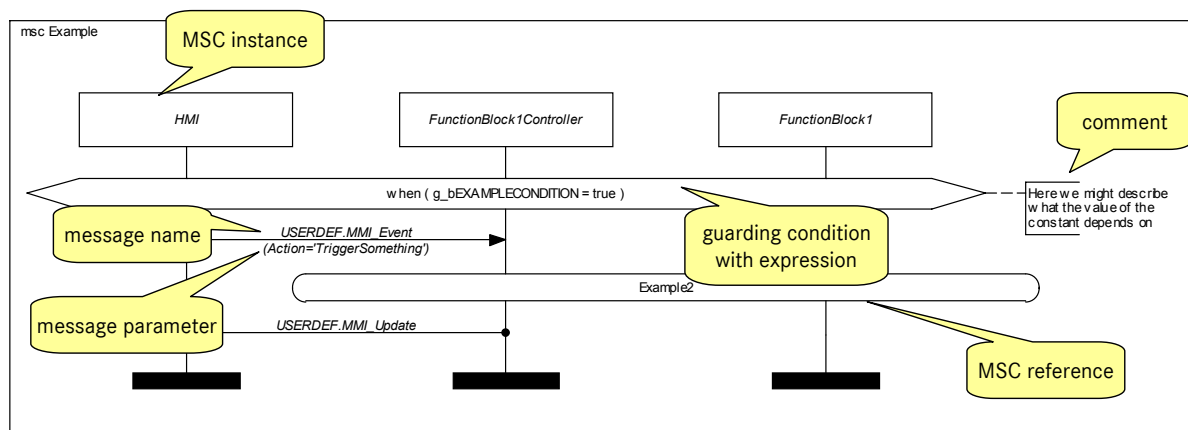 msc Example
MSC instance
HMI
FunctionBlock1Controller
FunctionBlock1
comment
when ( g_bEXAMPLECONDITION = true )
Here we might describe
what the value of the
constant depends on
message name
USERDEF.MMI_Event
(Action='TriggerSomething')
guarding condition
with expression
Example2
message parameter
USERDEF.MMI_Update
MSC reference